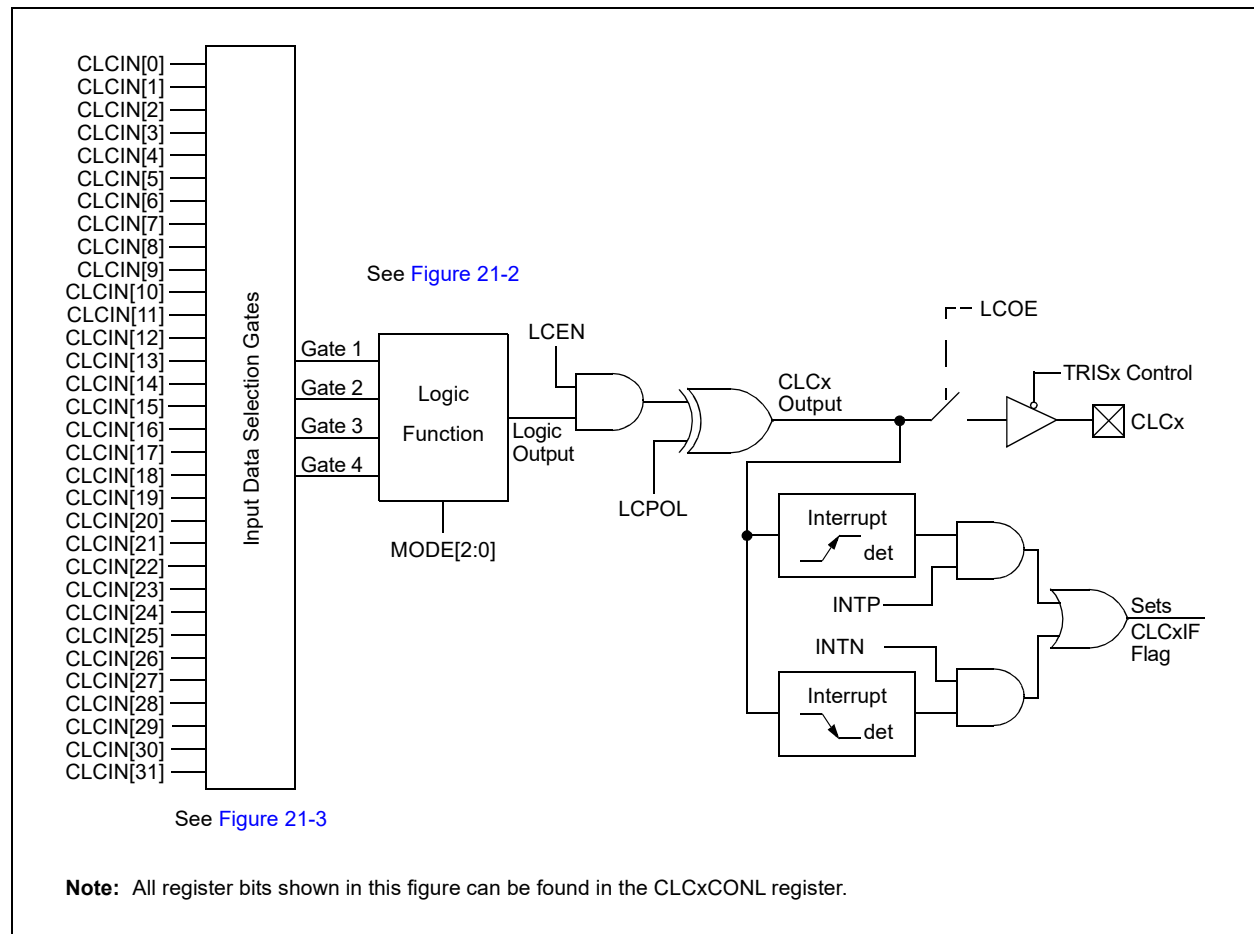 CLCIN[0]
CLCIN[1]
CLCIN[2]
CLCIN[3]
CLCIN[4]
CLCIN[5]
CLCIN[6]
CLCIN[7]
CLCIN[8]
CLCIN[9]
CLCIN[10]
CLCIN[11]
CLCIN[12]
CLCIN[13]
CLCIN[14]
CLCIN[15]
CLCIN[16]
CLCIN[17]
CLCIN[18]
CLCIN[19]
CLCIN[20]
CLCIN[21]
CLCIN[22]
CLCIN[23]
CLCIN[24]
CLCIN[25]
CLCIN[26]
CLCIN[27]
CLCIN[28]
CLCIN[29]
CLCIN[30]
CLCIN[31]
Input Data Selection Gates
See Figure 21-3
Gate 1
Gate 2
Gate 3
Gate 4
See Figure 21-2
Logic
Function
MODE[2:0]
Logic
Output
LCEN
LCPOL
CLCx
Output
LCOE
TRISx Control
CLCx
Interrupt
det
INTP
INTN
Interrupt
det
Sets
CLCxIF
Flag
Note: All register bits shown in this figure can be found in the CLCxCONL register.